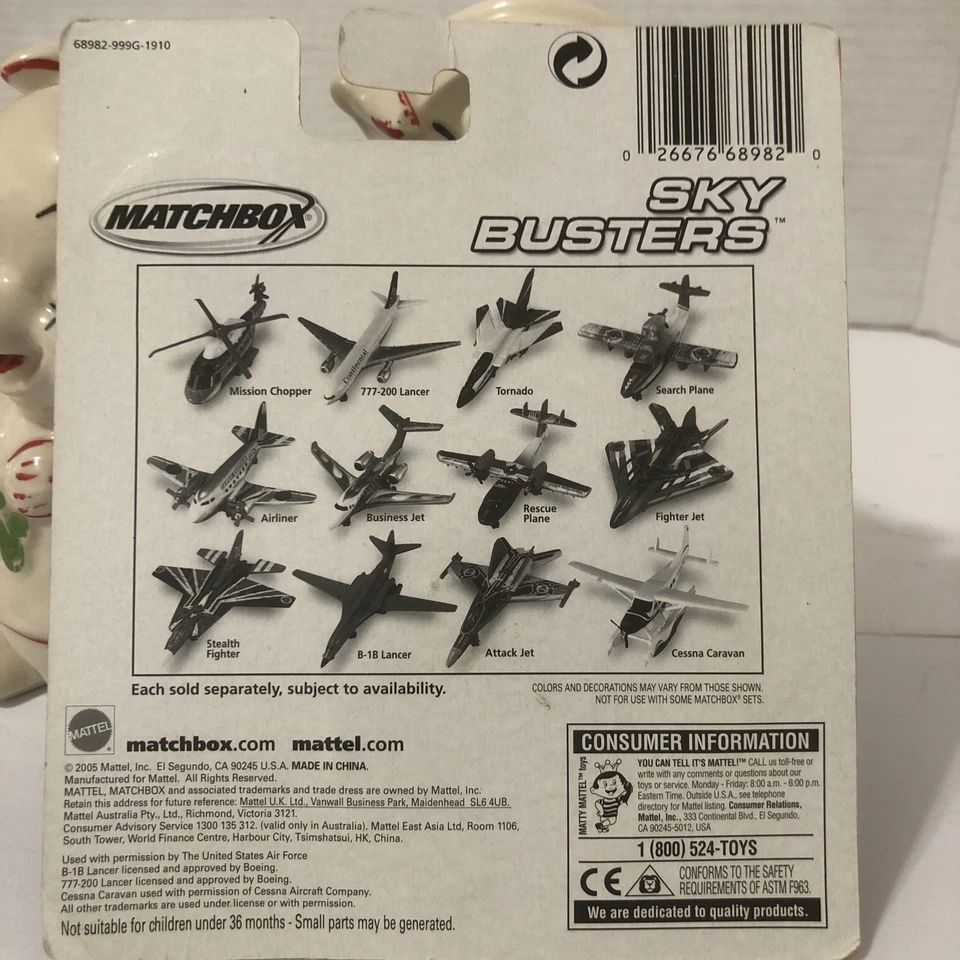 68982-999G-1910
0 26676 68982 0
MATCHBOX®
SKY
BUSTERS™
Continental
Mission Chopper
777-200 Lancer
Tornado
Search Plane
Airliner
Business Jet
Rescue
Plane
Fighter Jet
Stealth
Fighter
B-1B Lancer
Attack Jet
Cessna Caravan
Each sold separately, subject to availability.
COLORS AND DECORATIONS MAY VARY FROM THOSE SHOWN.
NOT FOR USE WITH SOME MATCHBOX® SETS.
MATTEL®
matchbox.com mattel.com
© 2005 Mattel, Inc. El Segundo, CA 90245 U.S.A. MADE IN CHINA.
Manufactured for Mattel. All Rights Reserved.
MATTEL, MATCHBOX and associated trademarks and trade dress are owned by Mattel, Inc.
Retain this address for future reference: Mattel U.K. Ltd., Vanwall Business Park, Maidenhead SL6 4UB.
Mattel Australia Pty., Ltd., Richmond, Victoria 3121.
Consumer Advisory Service 1300 135 312. (valid only in Australia). Mattel East Asia Ltd, Room 1106,
South Tower, World Finance Centre, Harbour City, Tsimshatsui, HK, China.
Used with permission by The United States Air Force
B-1B Lancer licensed and approved by Boeing.
777-200 Lancer licensed and approved by Boeing.
Cessna Caravan used with permission of Cessna Aircraft Company.
All other trademarks are used under license or with permission.
Not suitable for children under 36 months - Small parts may be generated.
CONSUMER INFORMATION
MATTY MATTEL™ toys
YOU CAN TELL IT'S MATTEL!™ CALL us toll-free or
write with any comments or questions about our
toys or service. Monday - Friday: 8:00 a.m. - 6:00 p.m.
Eastern Time. Outside U.S.A., see telephone
directory for Mattel listing. Consumer Relations,
Mattel, Inc., 333 Continental Blvd., El Segundo,
CA 90245-5012, USA
1 (800) 524-TOYS
CE
CONFORMS TO THE SAFETY
REQUIREMENTS OF ASTM F963.
We are dedicated to quality products.